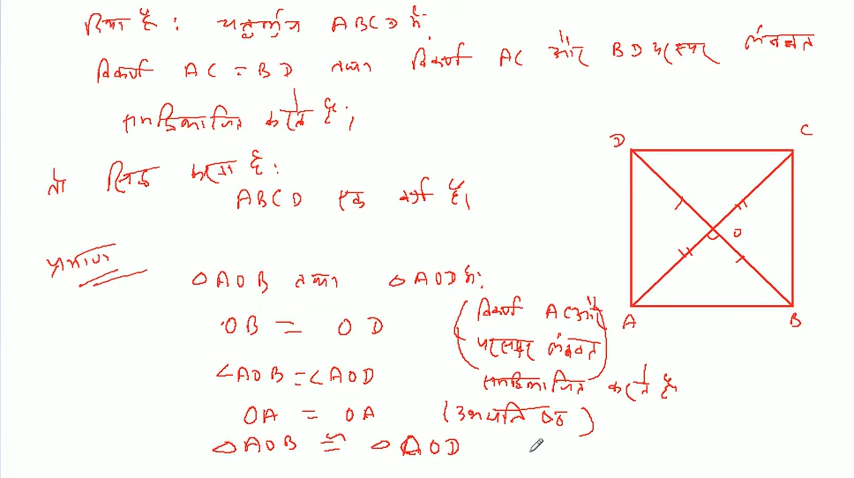 दिया है: चतुर्भुज ABCD में
विकर्ण AC = BD तथा विकर्ण AC और BD परस्पर लंबवत
समद्विभाजित करते है।
तो सिद्ध करना है:
ABCD एक वर्ग है।
प्रमाण
△AOB तथा △AOD में:
OB = OD (विकर्ण AC और
परस्पर लंबवत
∠AOB = ∠AOD समद्विभाजित करते है)
OA = OA (उभयनिष्ठ)
△AOB ≅ △AOD
D C
O
A B